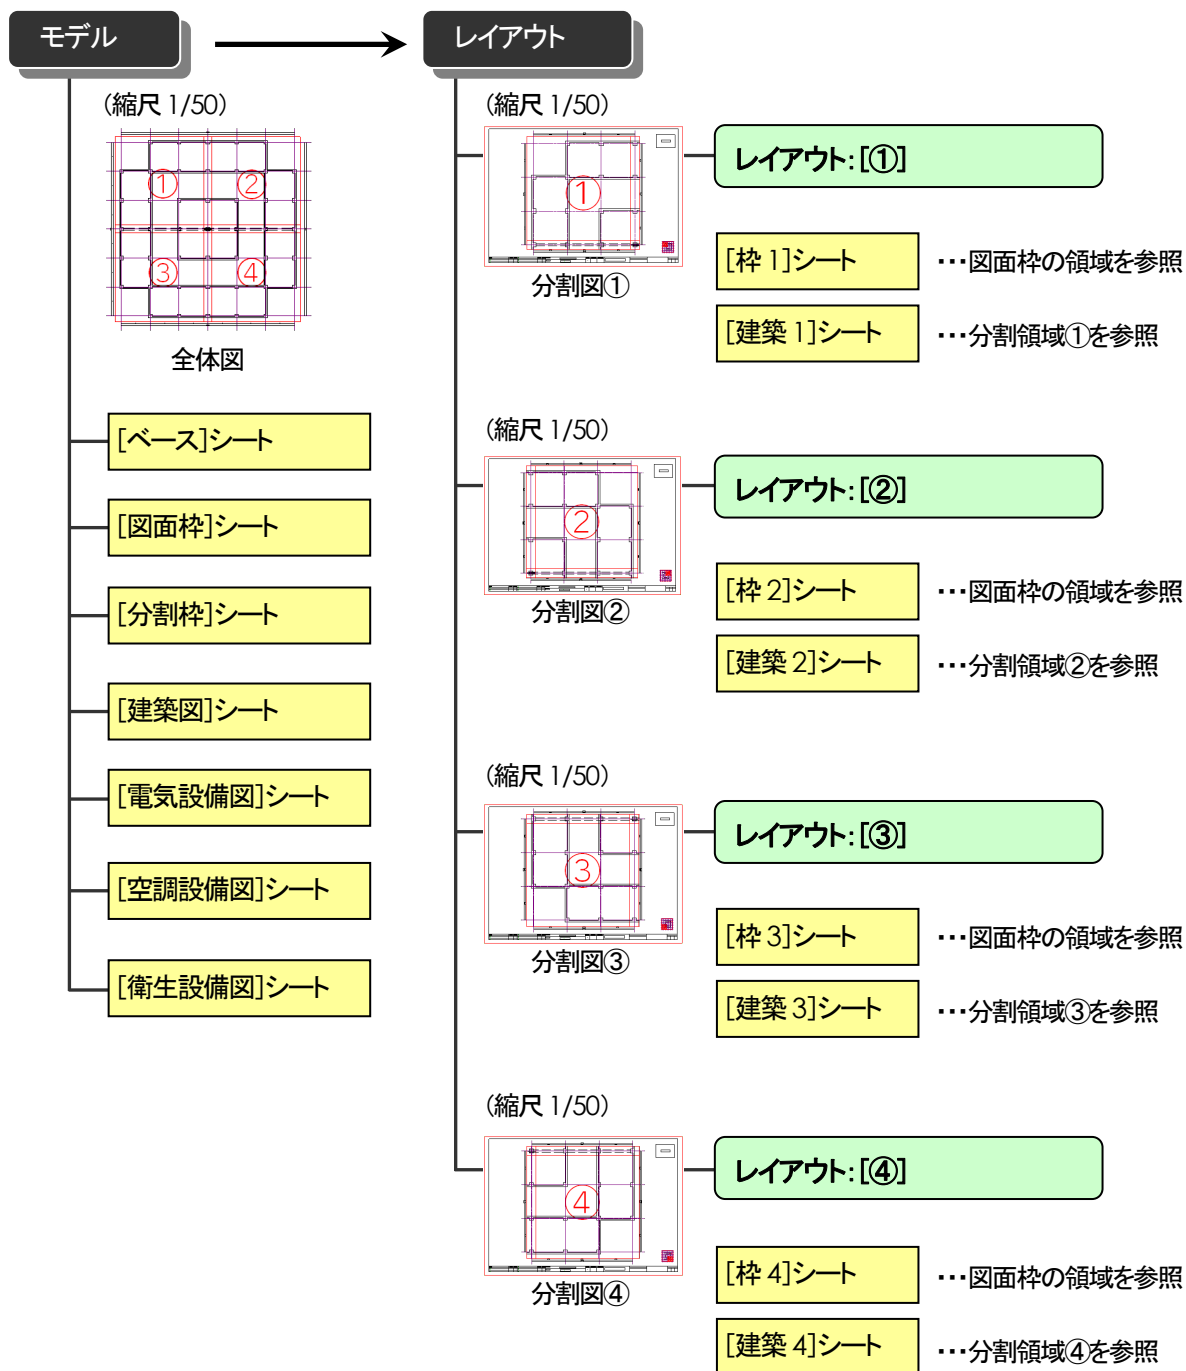 モデル
レイアウト
(縮尺 1/50)
①
②
③
④
全体図
[ベース]シート
[図面枠]シート
[分割枠]シート
[建築図]シート
[電気設備図]シート
[空調設備図]シート
[衛生設備図]シート
(縮尺 1/50)
①
分割図①
レイアウト:[①]
[枠 1]シート
…図面枠の領域を参照
[建築 1]シート
…分割領域①を参照
(縮尺 1/50)
②
分割図②
レイアウト:[②]
[枠 2]シート
…図面枠の領域を参照
[建築 2]シート
…分割領域②を参照
(縮尺 1/50)
③
分割図③
レイアウト:[③]
[枠 3]シート
…図面枠の領域を参照
[建築 3]シート
…分割領域③を参照
(縮尺 1/50)
④
分割図④
レイアウト:[④]
[枠 4]シート
…図面枠の領域を参照
[建築 4]シート
…分割領域④を参照